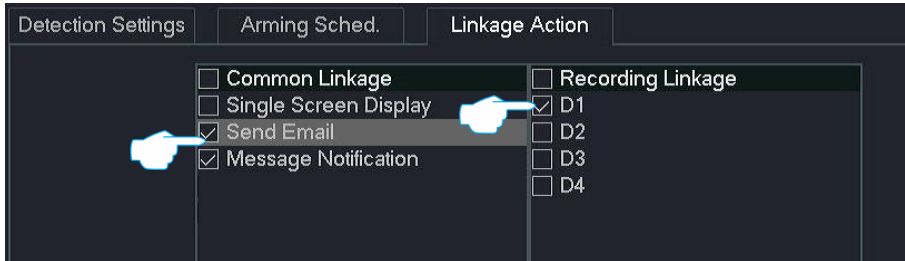 Detection Settings
Arming Sched.
Linkage Action
Common Linkage
Single Screen Display
Send Email
Message Notification
Recording Linkage
D1
D2
D3
D4